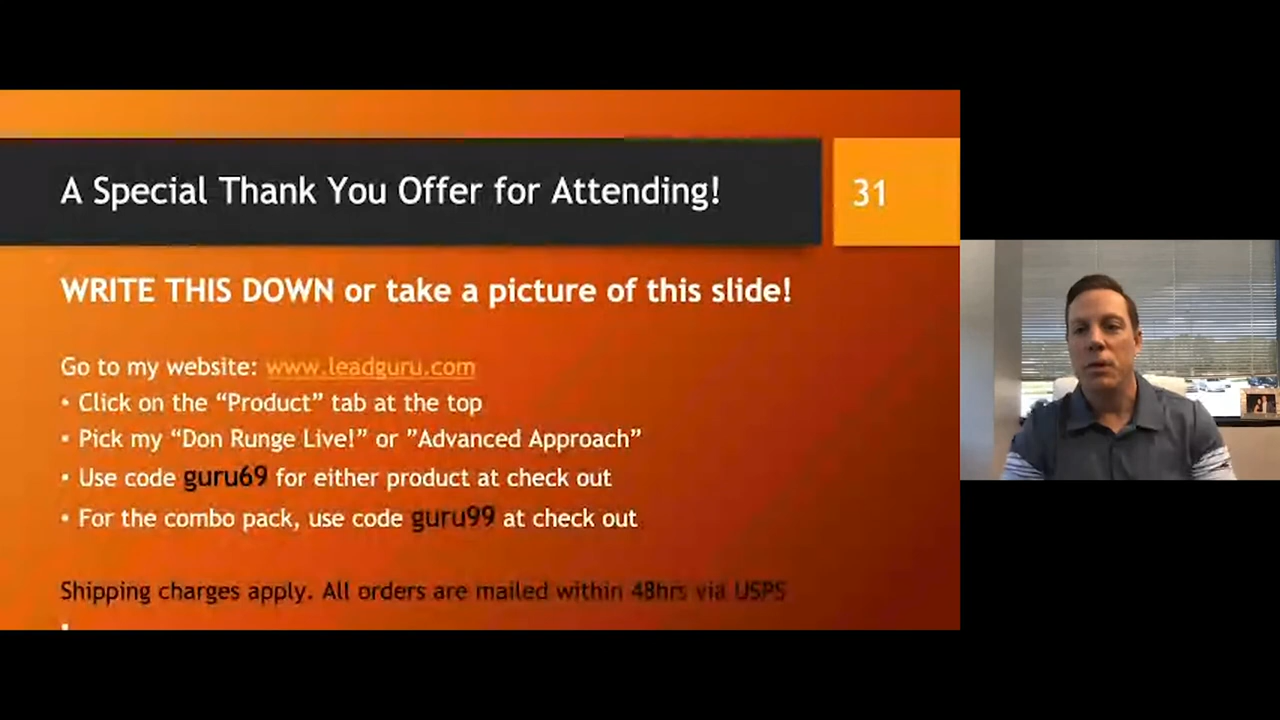 A Special Thank You Offer for Attending!
31
WRITE THIS DOWN or take a picture of this slide!
Go to my website: www.leadguru.com
• Click on the “Product” tab at the top
• Pick my “Don Runge Live!” or ”Advanced Approach”
• Use code guru69 for either product at check out
• For the combo pack, use code guru99 at check out
Shipping charges apply. All orders are mailed within 48hrs via USPS